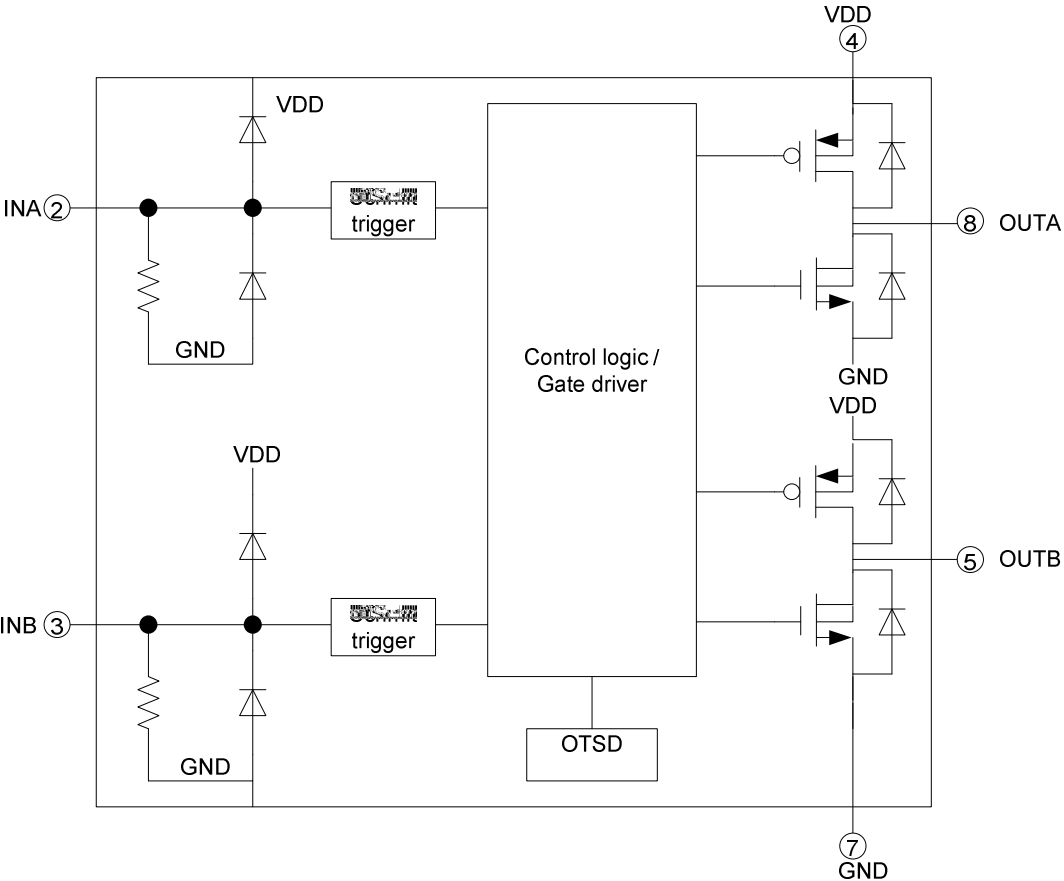 VDD
4
VDD
INA 2
trigger
8 OUTA
GND
Control logic /
Gate driver
GND
VDD
VDD
5 OUTB
INB 3
trigger
OTSD
GND
7
GND